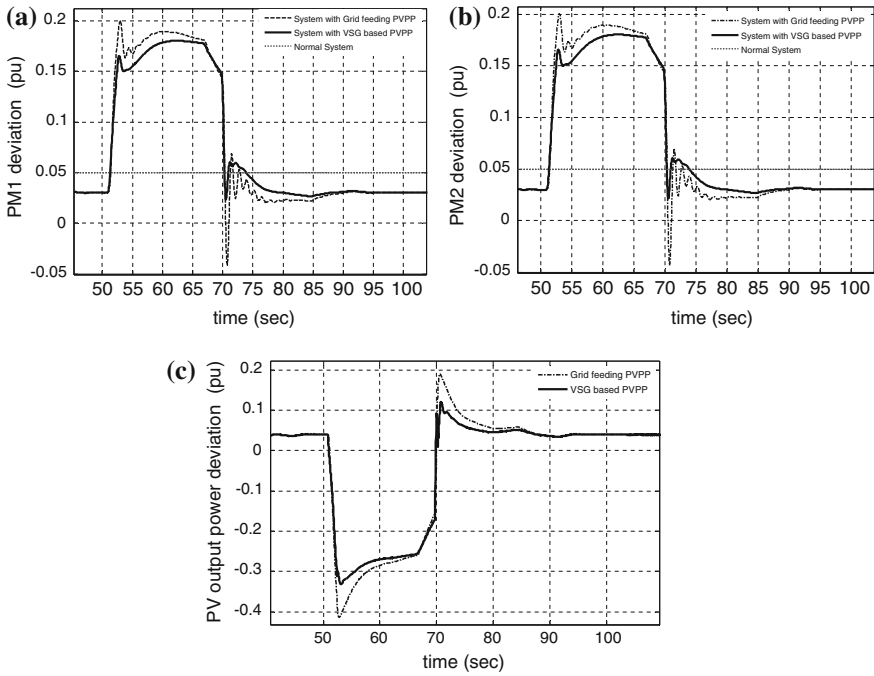 (a)
System with Grid feeding PVPP
System with VSG based PVPP
Normal System
PM1 deviation (pu)
0.2
0.15
0.1
0.05
0
-0.05
50 55 60 65 70 75 80 85 90 95 100
time (sec)
(b)
System with Grid feeding PVPP
System with VSG based PVPP
Normal System
PM2 deviation (pu)
0.2
0.15
0.1
0.05
0
-0.05
50 55 60 65 70 75 80 85 90 95 100
time (sec)
(c)
Grid feeding PVPP
VSG based PVPP
PV output power deviation (pu)
0.2
0.1
0
-0.1
-0.2
-0.3
-0.4
50 60 70 80 90 100
time (sec)